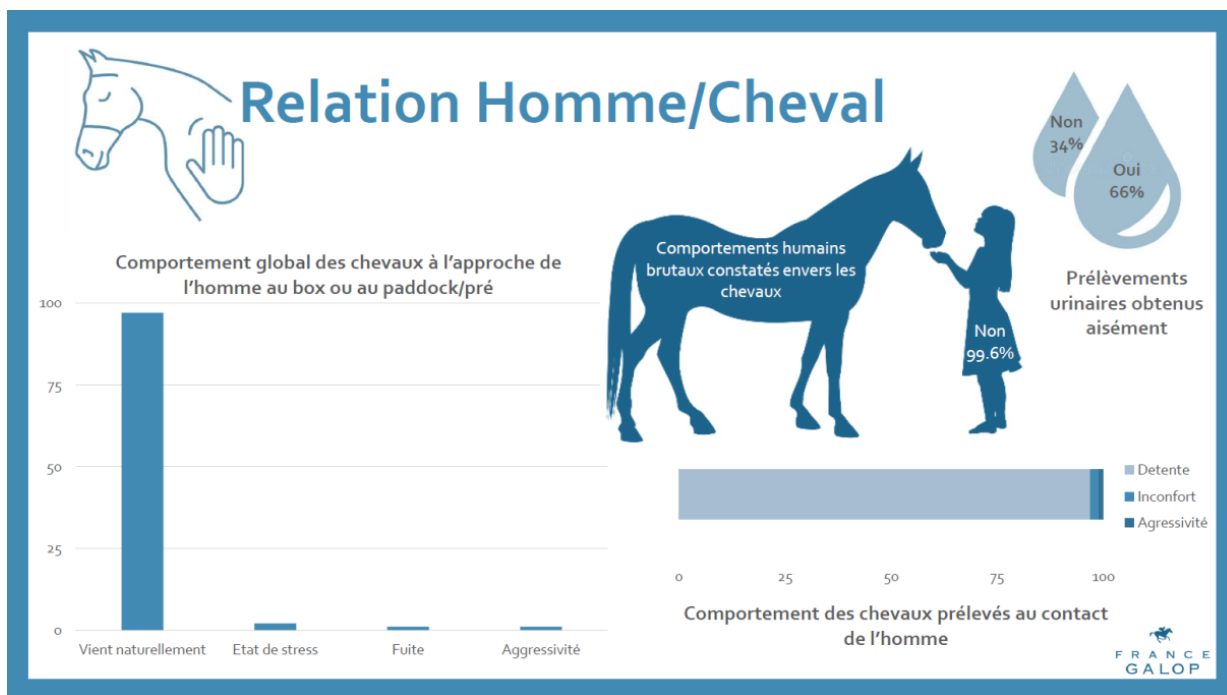 Relation Homme/Cheval
Non
34%
Oui
66%
Prélèvements
urinaires obtenus
aisément
Comportements humains
brutaux constatés envers les
chevaux
Non
99.6%
Comportement global des chevaux à l'approche de
l'homme au box ou au paddock/pré
100
75
50
25
0
Vient naturellement
Etat de stress
Fuite
Aggressivité
Detente
Inconfort
Agressivité
0
25
50
75
100
Comportement des chevaux prélevés au contact
de l'homme
FRANCE
GALOP